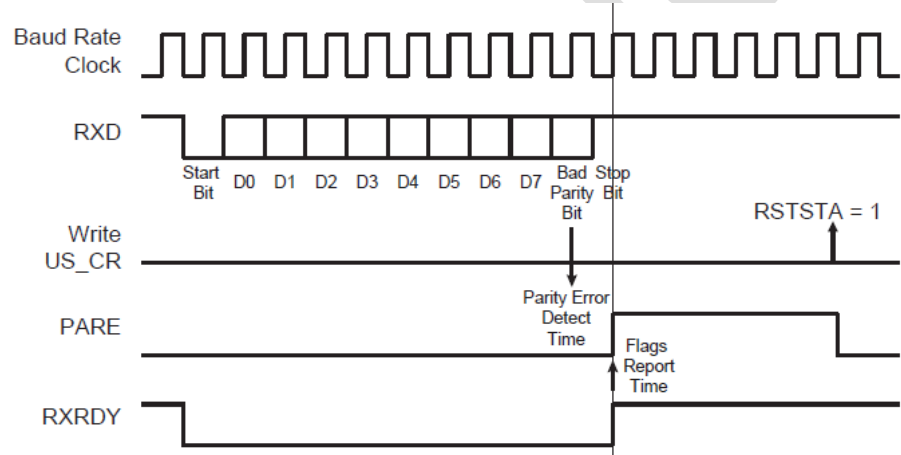 Baud Rate
Clock
RXD
Start
Bit
D0 D1 D2 D3 D4 D5 D6 D7
Bad
Parity
Bit
Stop
Bit
RSTSTA = 1
Write
US_CR
Parity Error
Detect
Time
PARE
Flags
Report
Time
RXRDY